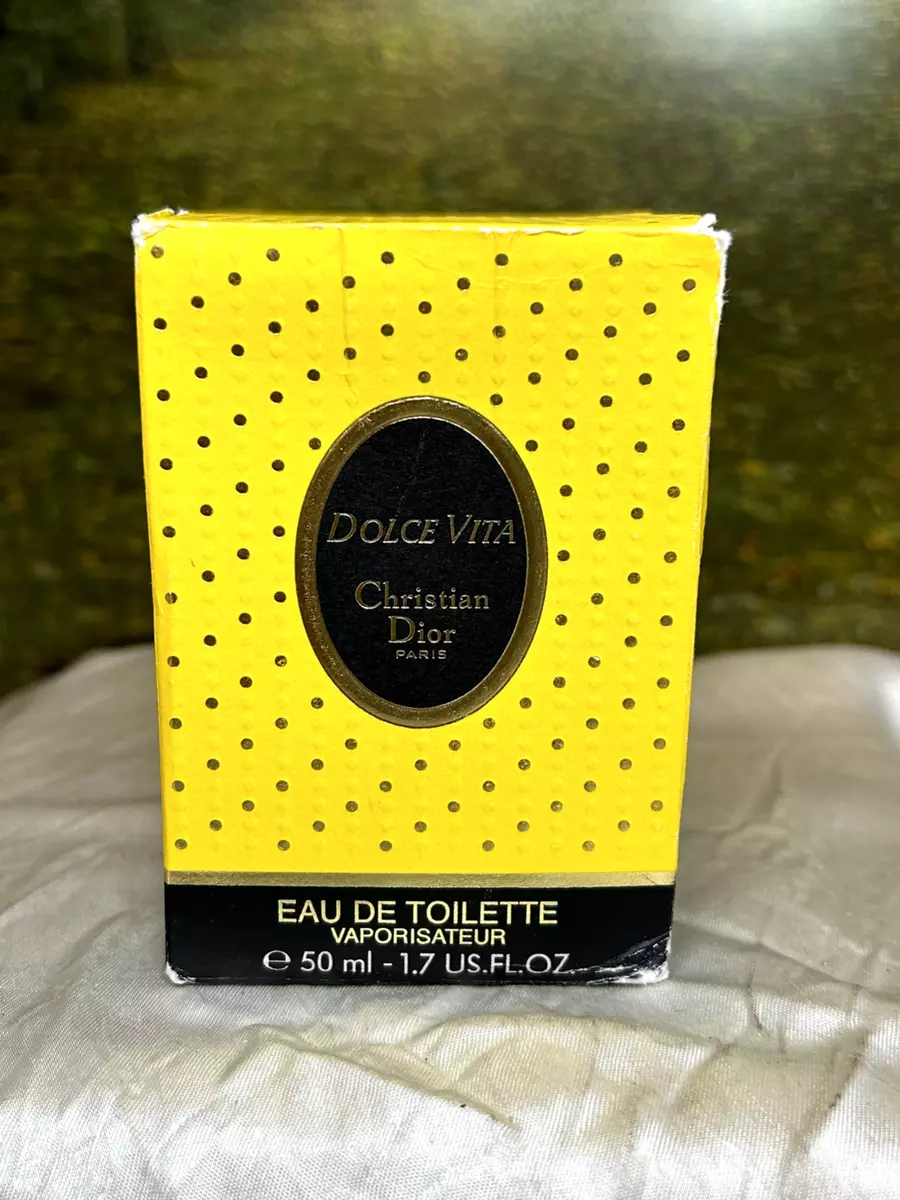 DOLCE VITA
Christian
Dior
PARIS
EAU DE TOILETTE
VAPORISATEUR
℮ 50 ml - 1.7 US.FL.OZ.